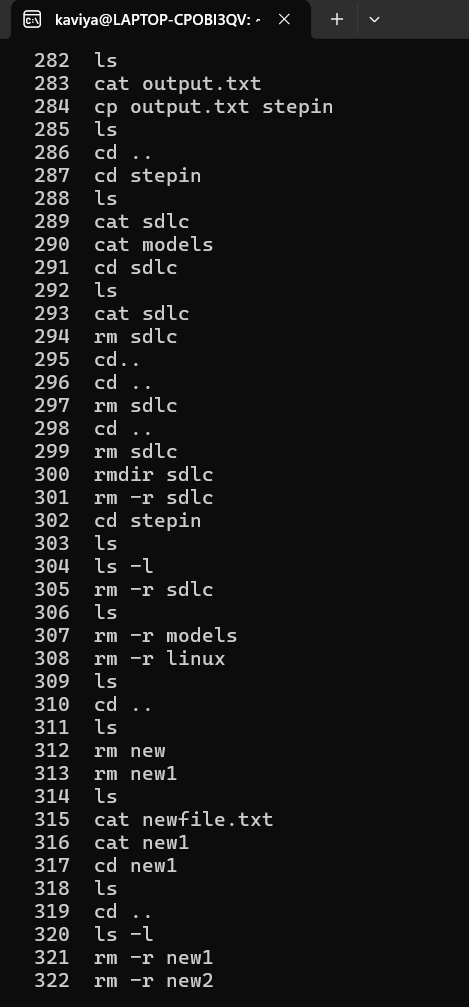 kaviya@LAPTOP-CPOBI3QV: ~
282 ls
283 cat output.txt
284 cp output.txt stepin
285 ls
286 cd ..
287 cd stepin
288 ls
289 cat sdlc
290 cat models
291 cd sdlc
292 ls
293 cat sdlc
294 rm sdlc
295 cd..
296 cd ..
297 rm sdlc
298 cd ..
299 rm sdlc
300 rmdir sdlc
301 rm -r sdlc
302 cd stepin
303 ls
304 ls -l
305 rm -r sdlc
306 ls
307 rm -r models
308 rm -r linux
309 ls
310 cd ..
311 ls
312 rm new
313 rm new1
314 ls
315 cat newfile.txt
316 cat new1
317 cd new1
318 ls
319 cd ..
320 ls -l
321 rm -r new1
322 rm -r new2